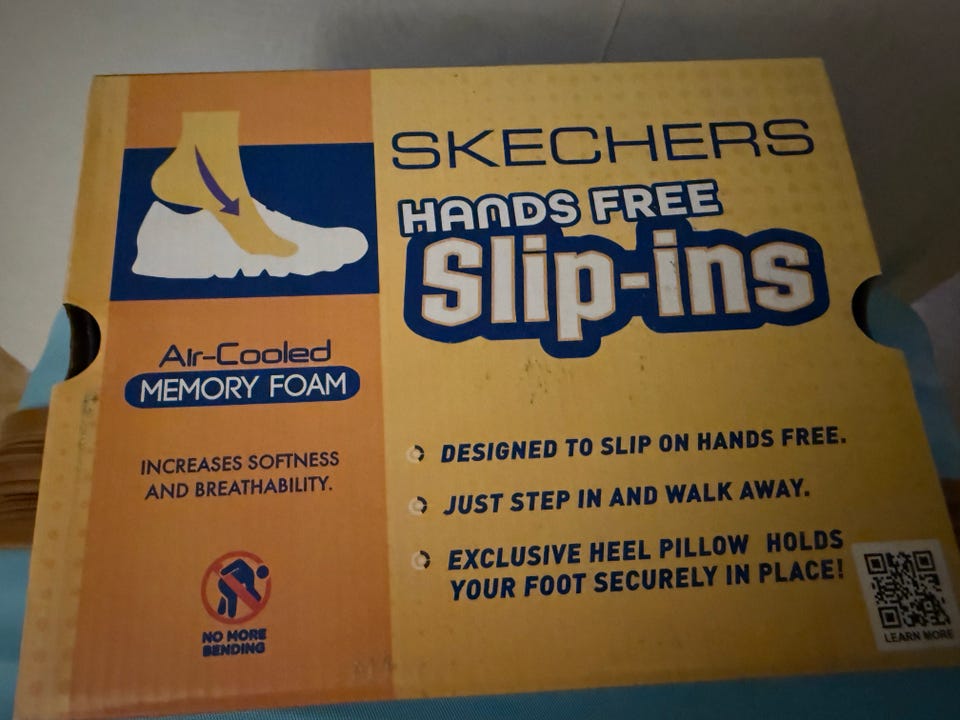 SKECHERS
HANDS FREE
Slip-ins
Air-Cooled
MEMORY FOAM
INCREASES SOFTNESS
AND BREATHABILITY.
NO MORE
BENDING
DESIGNED TO SLIP ON HANDS FREE.
JUST STEP IN AND WALK AWAY.
EXCLUSIVE HEEL PILLOW HOLDS
YOUR FOOT SECURELY IN PLACE!
LEARN MORE